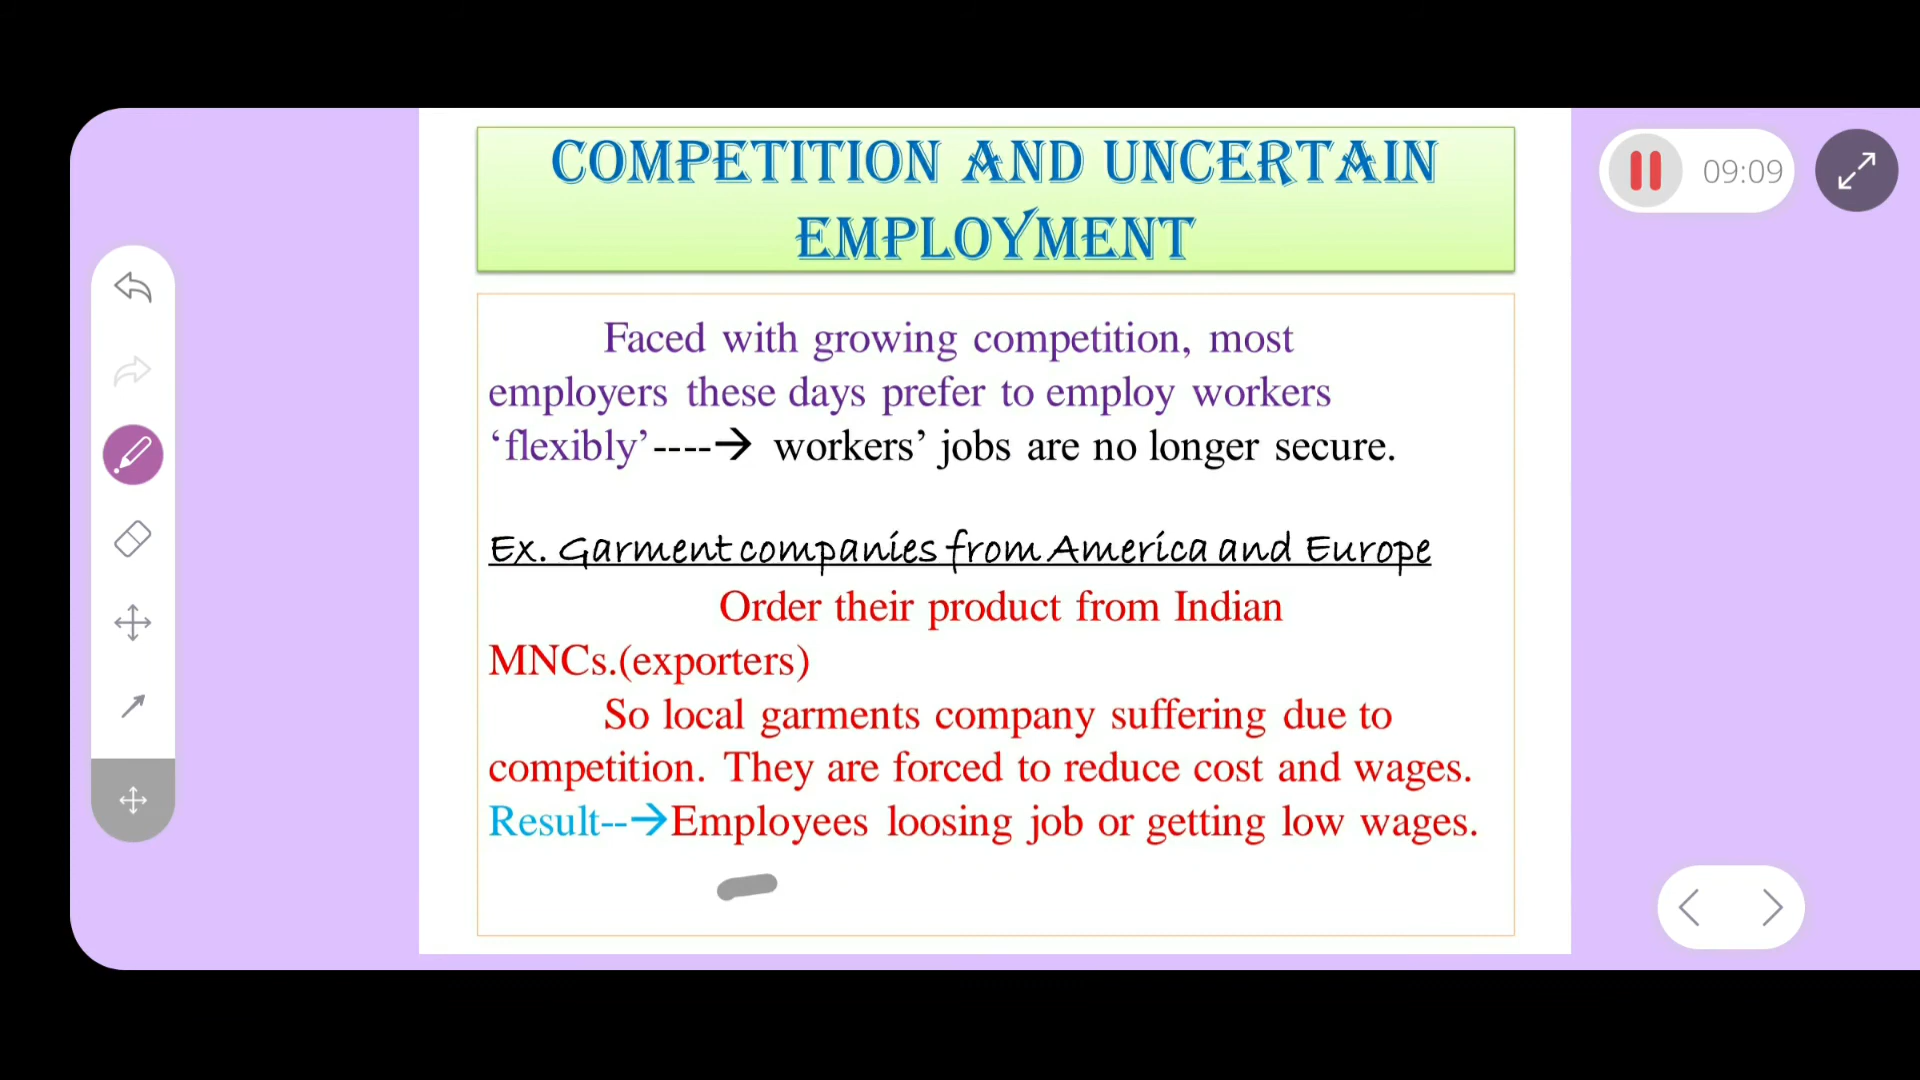 COMPETITION AND UNCERTAIN
EMPLOYMENT
09:09
Faced with growing competition, most
employers these days prefer to employ workers
‘flexibly’----→ workers’ jobs are no longer secure.
Ex. Garment companies from America and Europe
Order their product from Indian
MNCs.(exporters)
So local garments company suffering due to
competition. They are forced to reduce cost and wages.
Result--→Employees loosing job or getting low wages.